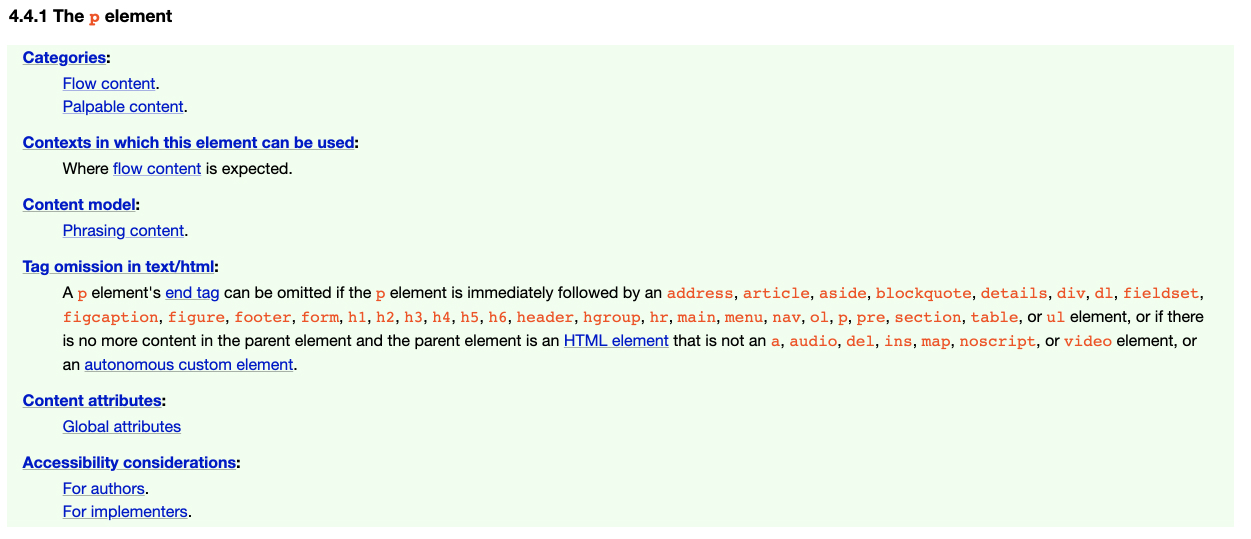 4.4.1 The p element
Categories:
Flow content.
Palpable content.
Contexts in which this element can be used:
Where flow content is expected.
Content model:
Phrasing content.
Tag omission in text/html:
A p element's end tag can be omitted if the p element is immediately followed by an address, article, aside, blockquote, details, div, dl, fieldset,
figcaption, figure, footer, form, h1, h2, h3, h4, h5, h6, header, hgroup, hr, main, menu, nav, ol, p, pre, section, table, or ul element, or if there
is no more content in the parent element and the parent element is an HTML element that is not an a, audio, del, ins, map, noscript, or video element, or
an autonomous custom element.
Content attributes:
Global attributes
Accessibility considerations:
For authors.
For implementers.